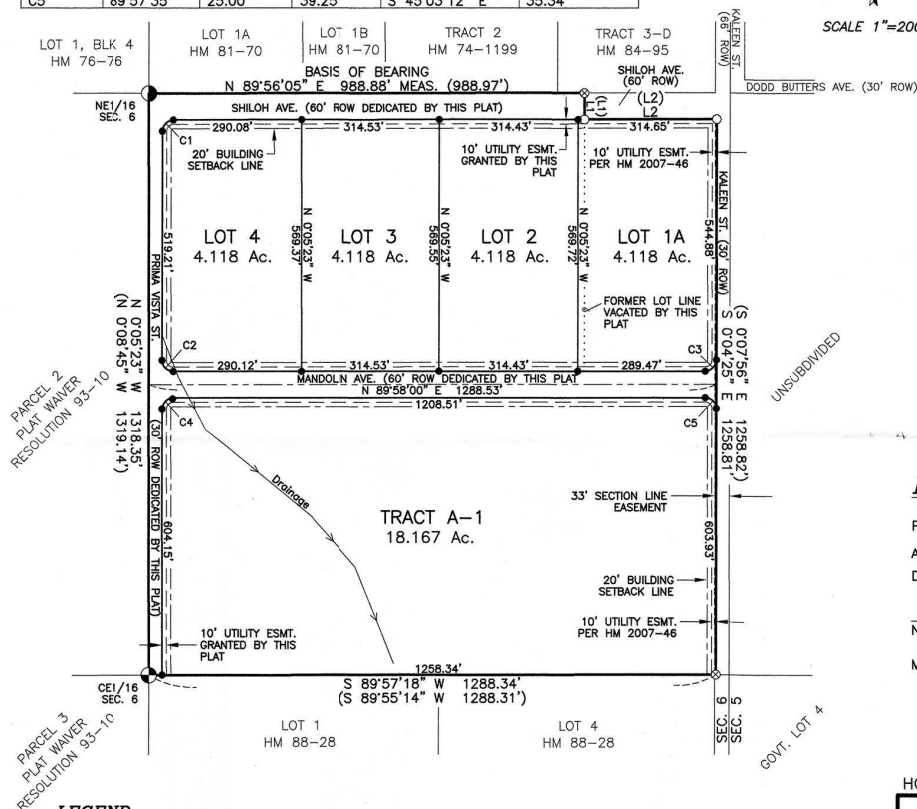 C5 89°57'35" 25.00' 39.25' S 45°03'12" E 35.34'
SCALE 1"=200
LOT 1, BLK 4
HM 76-76
LOT 1A
HM 81-70
LOT 1B
HM 81-70
TRACT 2
HM 74-1199
TRACT 3-D
HM 84-95
KALEEN ST.
(66' ROW)
DODD BUTTERS AVE. (30' ROW)
BASIS OF BEARING
N 89°56'05" E 988.88' MEAS. (988.97')
SHILOH AVE.
(60' ROW)
(L2)
L2
L1
(L1)
NE1/16
SEC. 6
SHILOH AVE. (60' ROW DEDICATED BY THIS PLAT)
290.08'
314.53'
314.43'
314.65'
C1
20' BUILDING
SETBACK LINE
10' UTILITY ESMT.
GRANTED BY THIS
PLAT
10' UTILITY ESMT.
PER HM 2007-46
KALEEN ST. (30' ROW)
544.88'
519.21'
LOT 4
4.118 Ac.
N 0°05'23" W
569.37'
LOT 3
4.118 Ac.
N 0°05'23" W
569.55'
LOT 2
4.118 Ac.
N 0°05'23" W
569.72'
LOT 1A
4.118 Ac.
FORMER LOT LINE
VACATED BY THIS
PLAT
PRIMA VISTA ST.
(30' ROW DEDICATED BY THIS PLAT)
N 0°05'23" W 1318.35'
(N 0°08'45" W 1319.14')
(S 0°07'56" E 1258.82')
S 0°04'25" E 1258.81'
UNSUBDIVIDED
PARCEL 2
PLAT WAIVER
RESOLUTION 93-10
C2
C3
290.12'
314.53'
314.43'
289.47'
MANDOLIN AVE. (60' ROW DEDICATED BY THIS PLAT)
N 89°58'00" E 1288.53'
1208.51'
C4
C5
Drainage
TRACT A-1
18.167 Ac.
33' SECTION LINE
EASEMENT
604.15'
603.93'
20' BUILDING
SETBACK LINE
10' UTILITY ESMT.
PER HM 2007-46
10' UTILITY ESMT.
GRANTED BY THIS
PLAT
1258.34'
S 89°57'18" W 1288.34'
(S 89°55'14" W 1288.31')
CE1/16
SEC. 6
SEC. 5
SEC. 6
PARCEL 3
PLAT WAIVER
RESOLUTION 93-10
LOT 1
HM 88-28
LOT 4
HM 88-28
GOVT. LOT 4
LEGEND
HO